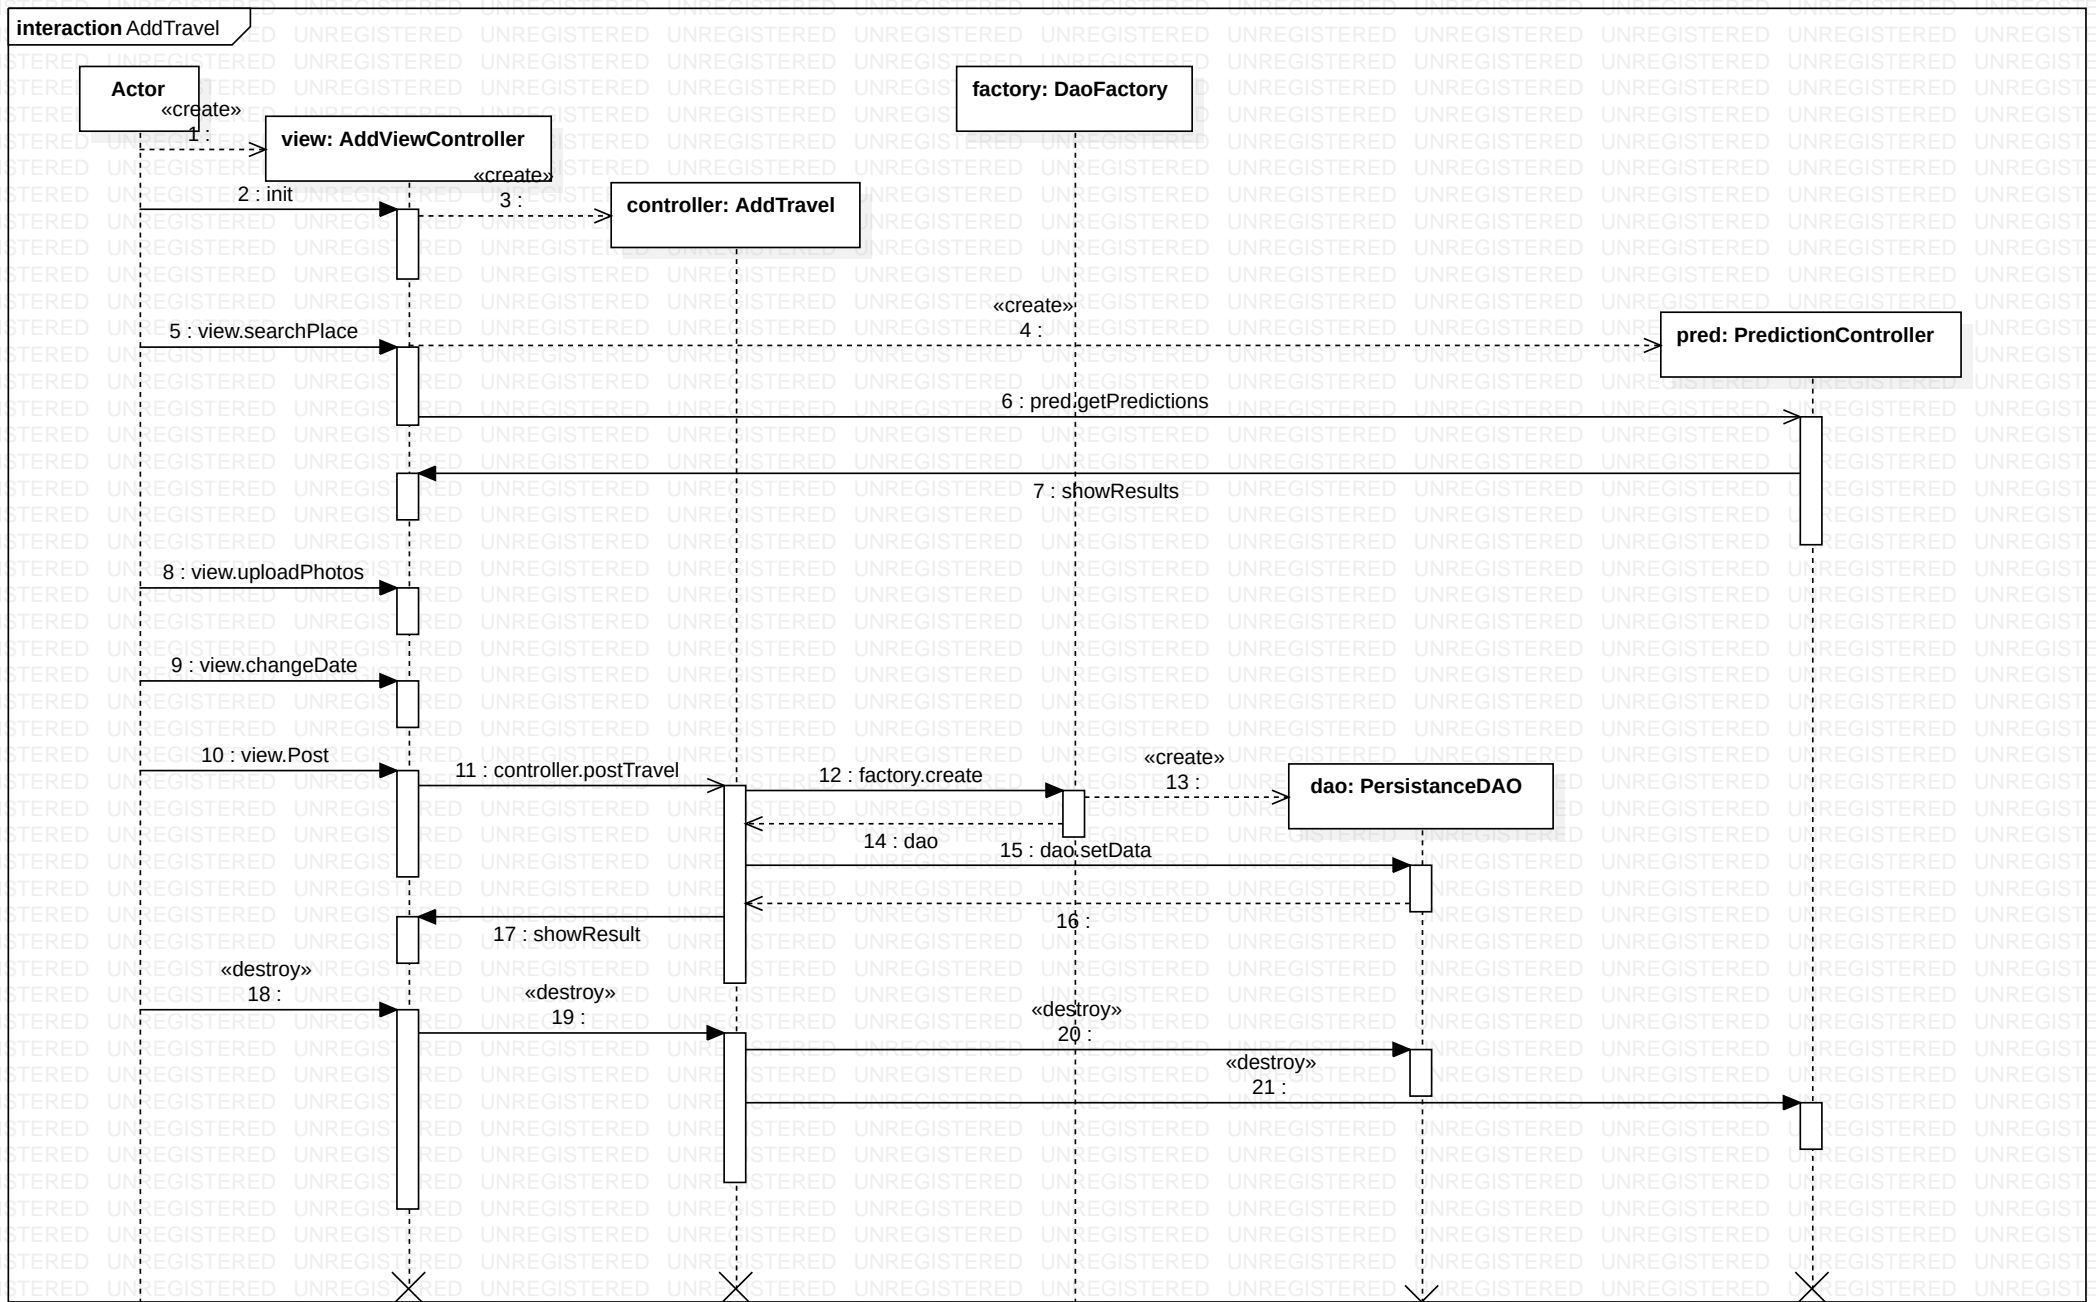 interaction AddTravel
Actor
factory: DaoFactory
«create»
1 :
view: AddViewController
«create»
3 :
2 : init
controller: AddTravel
«create»
4 :
5 : view.searchPlace
pred: PredictionController
6 : pred.getPredictions
7 : showResults
8 : view.uploadPhotos
9 : view.changeDate
10 : view.Post
11 : controller.postTravel
12 : factory.create
«create»
13 :
dao: PersistanceDAO
14 : dao
15 : dao.setData
16 :
17 : showResult
«destroy»
18 :
«destroy»
19 :
«destroy»
20 :
«destroy»
21 :
UNREGISTERED